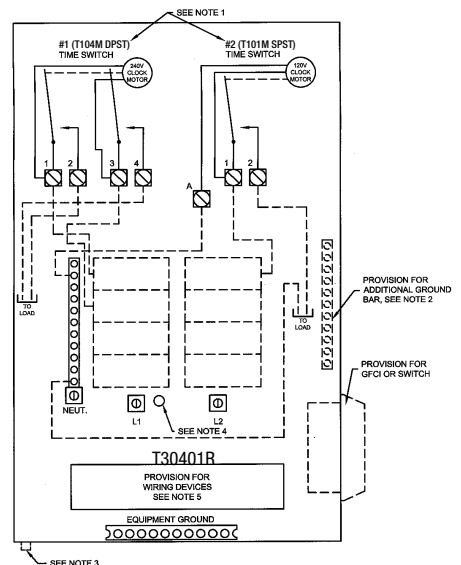 SEE NOTE 1
#1 (T104M DPST)
TIME SWITCH
#2 (T101M SPST)
TIME SWITCH
240V
CLOCK
MOTOR
120V
CLOCK
MOTOR
1
2
3
4
A
1
2
TO
LOAD
TO
LOAD
PROVISION FOR
ADDITIONAL GROUND
BAR, SEE NOTE 2
PROVISION FOR
GFCI OR SWITCH
NEUT.
L1
L2
SEE NOTE 4
T30401R
PROVISION FOR
WIRING DEVICES
SEE NOTE 5
EQUIPMENT GROUND
SEE NOTE 3